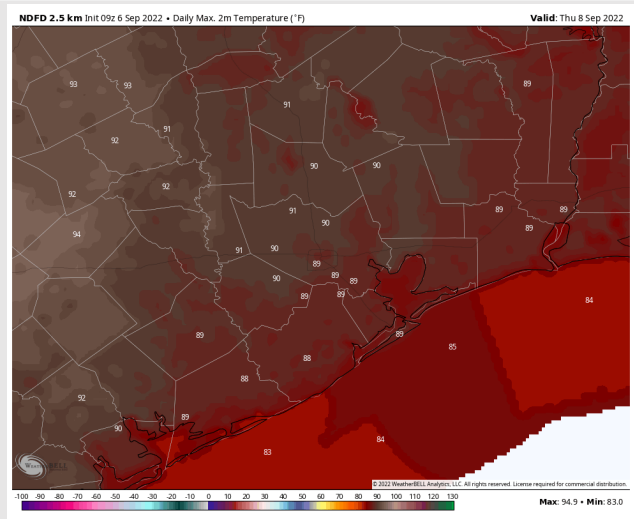 NDFD 2.5 km Init 09z 6 Sep 2022 • Daily Max. 2m Temperature (°F) Valid: Thu 8 Sep 2022
93 93 89
91
92 91
90 90
92 92
91 89 89
94 90 89
91 90
89
90 89 89
89 89 84
89 89
85
88
88
92
89
90 84
83
WeatherBELL
© 2022 WeatherBELL Analytics, LLC. All rights reserved. License required for commercial distribution.
-100 -90 -80 -70 -60 -50 -40 -30 -20 -10 0 10 20 30 40 50 60 70 80 90 100 110 120 130
Max: 94.9 • Min: 83.0